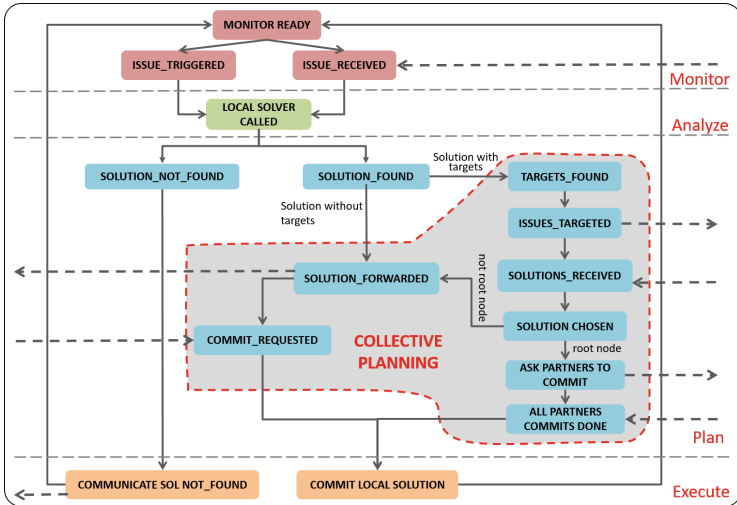 MONITOR READY
ISSUE_TRIGGERED
ISSUE_RECEIVED
Monitor
LOCAL SOLVER
CALLED
Analyze
SOLUTION_NOT_FOUND
SOLUTION_FOUND
Solution with
targets
TARGETS_FOUND
Solution without
targets
ISSUES_TARGETED
SOLUTION_FORWARDED
not root node
SOLUTIONS_RECEIVED
COMMIT_REQUESTED
COLLECTIVE
PLANNING
SOLUTION CHOSEN
root node
ASK PARTNERS TO
COMMIT
ALL PARTNERS
COMMITS DONE
Plan
COMMUNICATE SOL NOT_FOUND
COMMIT LOCAL SOLUTION
Execute